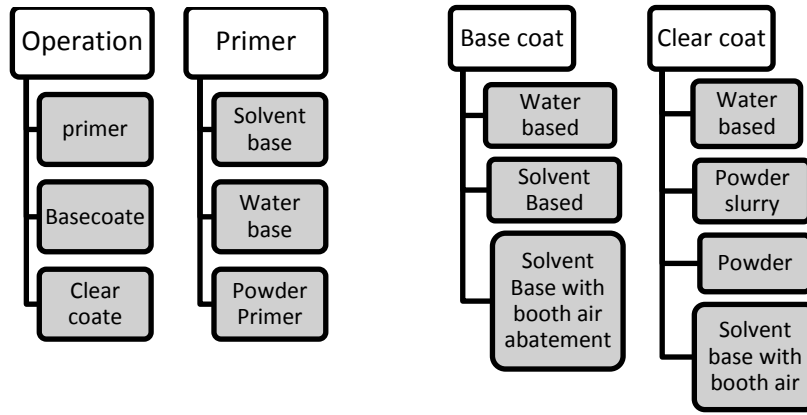 Operation
primer
Basecoate
Clear
coate
Primer
Solvent
base
Water
base
Powder
Primer
Base coat
Water
based
Solvent
Based
Solvent
Base with
booth air
abatement
Clear coat
Water
based
Powder
slurry
Powder
Solvent
base with
booth air